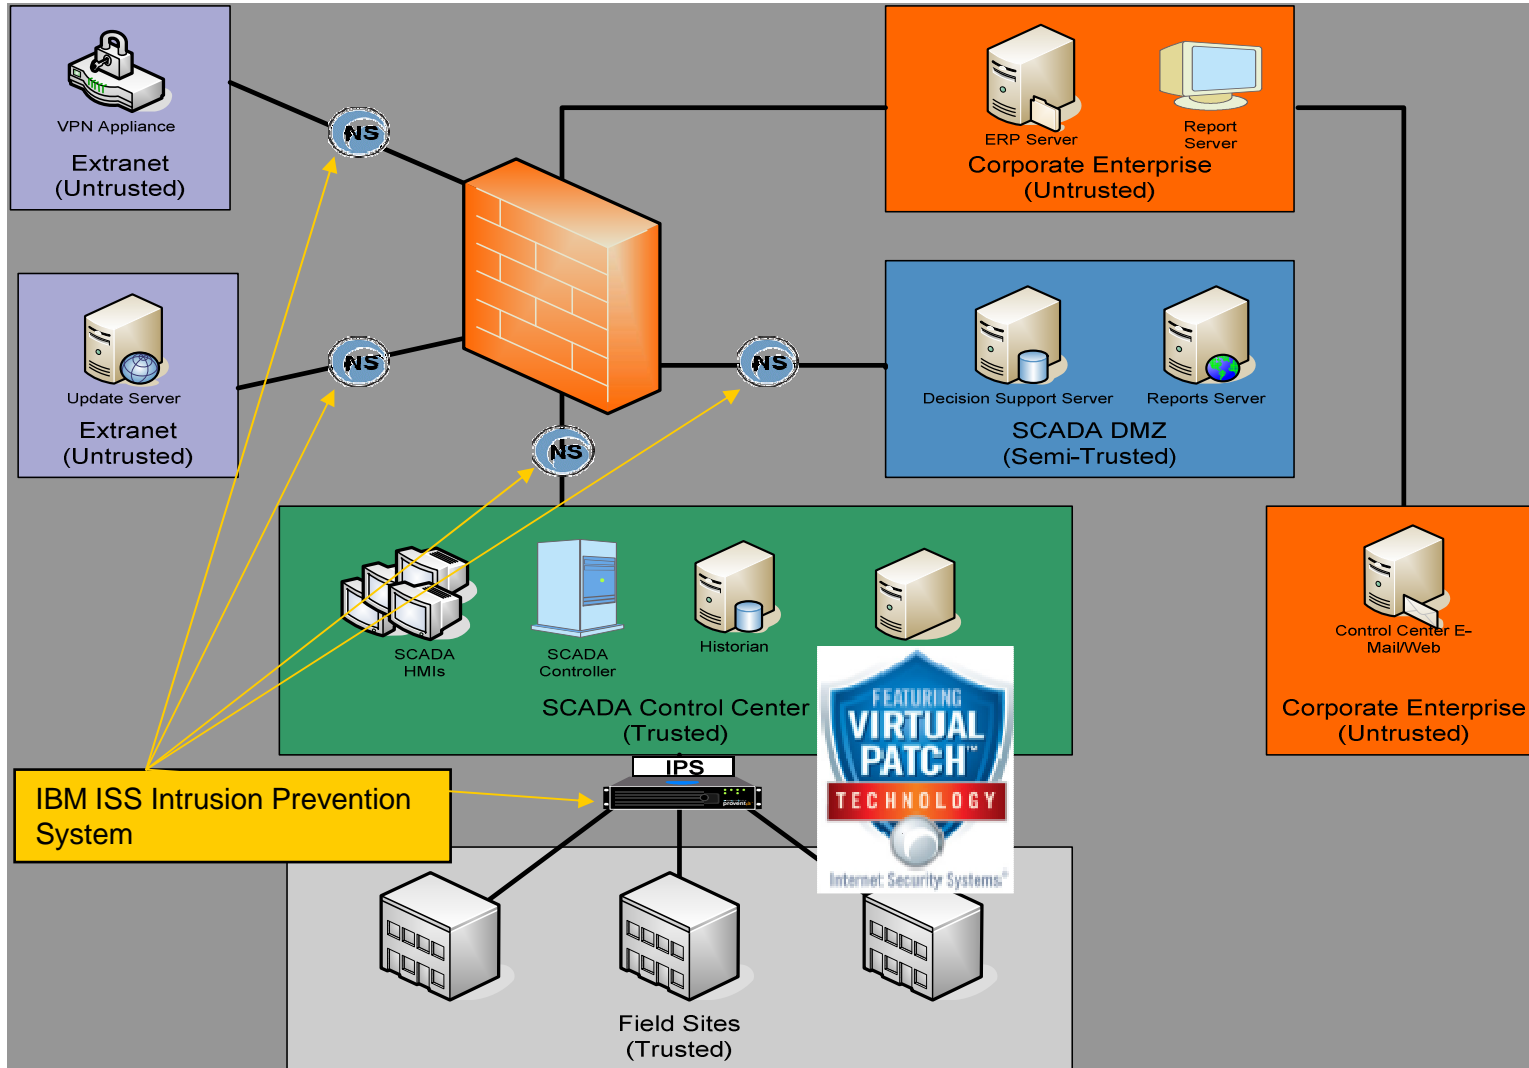 VPN Appliance
Extranet
(Untrusted)
NS
ERP Server
Report
Server
Corporate Enterprise
(Untrusted)
Update Server
Extranet
(Untrusted)
NS
NS
NS
Decision Support Server
Reports Server
SCADA DMZ
(Semi-Trusted)
SCADA
HMIs
SCADA
Controller
Historian
SCADA Control Center
(Trusted)
Control Center E-
Mail/Web
Corporate Enterprise
(Untrusted)
FEATURING
VIRTUAL
PATCH™
TECHNOLOGY
Internet Security Systems®
IBM ISS Intrusion Prevention
System
IPS
proventia
Field Sites
(Trusted)